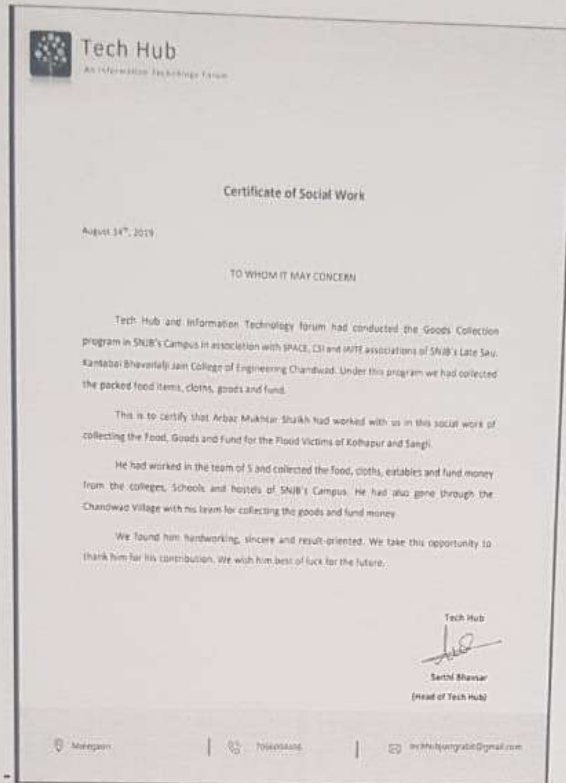 Tech Hub
An Information Technology Forum
Certificate of Social Work
August 14th, 2019
TO WHOM IT MAY CONCERN
Tech Hub and Information Technology forum had conducted the Goods Collection
program in SNJB's Campus in association with SPACE, CSI and associations of SNJB's Late Sau.
Kantabai Bhavarlalji Jain College of Engineering Chandwad. Under this program we had collected
the packed food items, cloths, goods and fund.
This is to certify that Arbaz Mukhtar Shaikh had worked with us in this social work of
collecting the Food, Goods and Fund for the Flood Victims of Kolhapur and Sangli.
He had worked in the team of 5 and collected the food, cloths, eatables and fund money
from the colleges, Schools and hostels of SNJB's Campus. He had also gone through the
Chandwad Village with his team for collecting the goods and fund money.
We found him hardworking, sincere and result-oriented. We take this opportunity to
thank him for his contribution. We wish him best of luck for the future.
Tech Hub
Sarthi Bhavsar
(Head of Tech Hub)